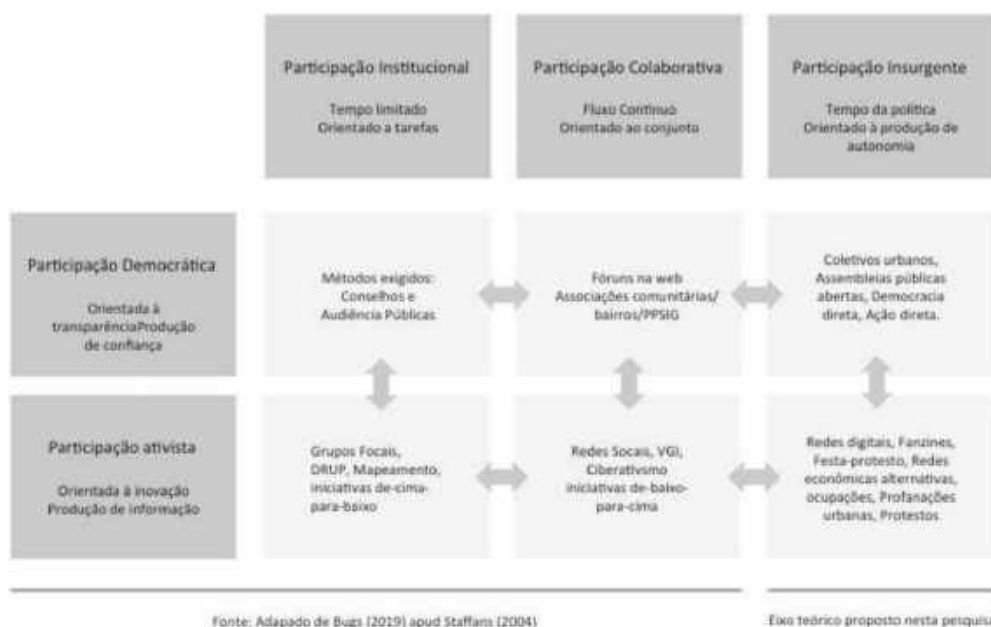 Participação Institucional
Tempo limitado
Orientado a tarefas
Participação Colaborativa
Fluxo Continuo
Orientado ao conjunto
Participação Insurgente
Tempo da política
Orientado à produção de
autonomia
Participação Democrática
Orientada à
transparênciaProdução
de confiança
Métodos exigidos:
Conselhos e
Audiência Públicas
Fóruns na web
Associações comunitárias/
bairros/PPSIG
Coletivos urbanos,
Assembleias públicas
abertas, Democracia
direta, Ação direta.
Participação ativista
Orientada à inovação
Produção de informação
Grupos Focais,
DRUP, Mapeamento,
iniciativas de-cima-
para-baixo
Redes Socais, VGI,
Ciberativismo
iniciativas de-baixo-
para-cima
Redes digitais, Fanzines,
Festa-protesto, Redes
econômicas alternativas,
ocupações, Profanações
urbanas, Protestos
Fonte: Adapado de Bugs (2019) apud Staffans (2004)
Eixo teórico proposto nesta pesquisa